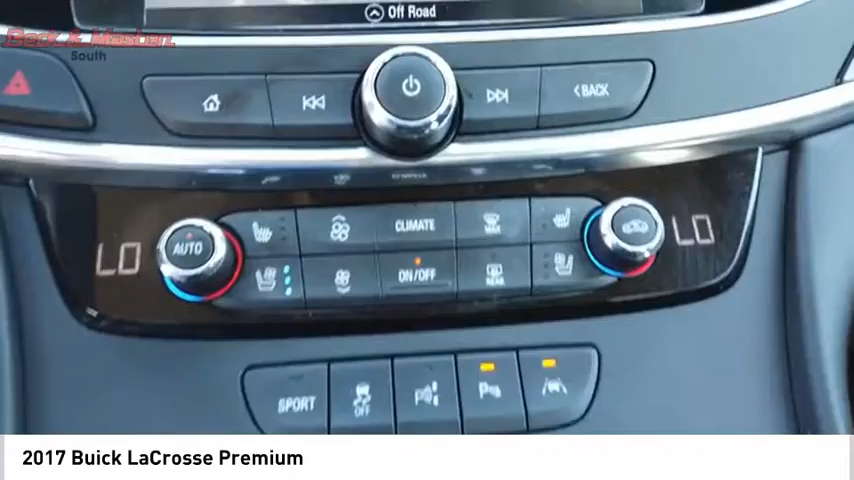 Off Road
Beck & Masten
South
< BACK
CLIMATE
MAX
LO
AUTO
LO
ON/OFF
REAR
SPORT
OFF
2017 Buick LaCrosse Premium